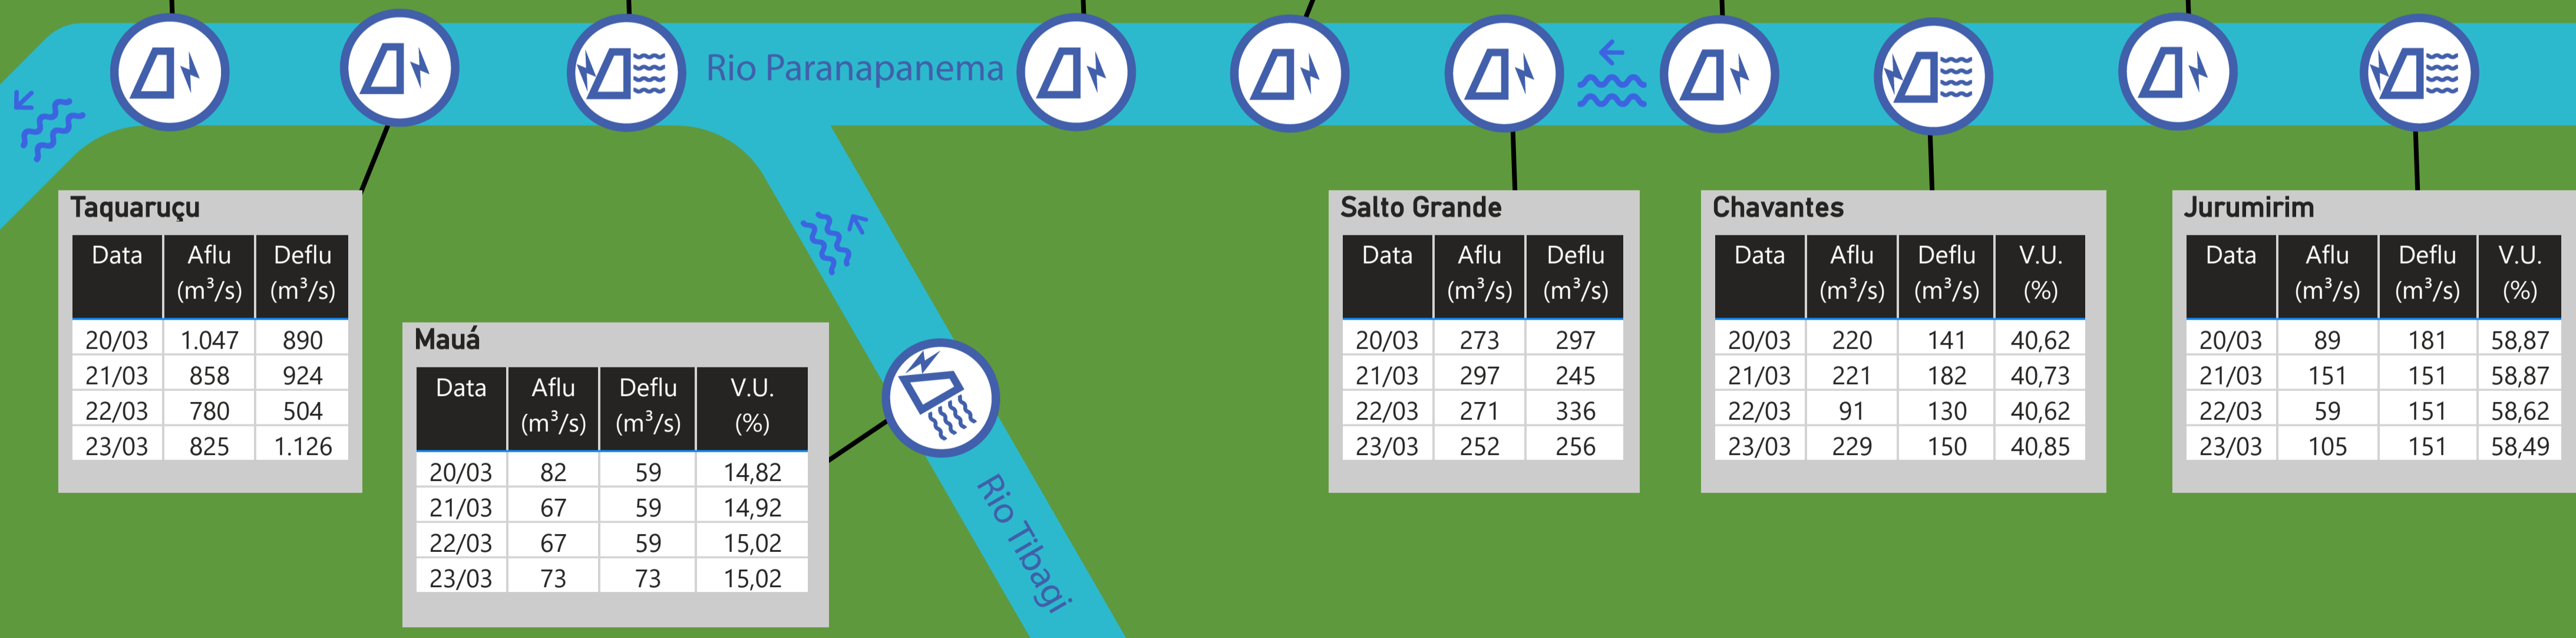 Rio Paranapanema
Taquaruçu
Data Aflu (m³/s) Deflu (m³/s)
20/03 1.047 890
21/03 858 924
22/03 780 504
23/03 825 1.126
Mauá
Data Aflu (m³/s) Deflu (m³/s) V.U. (%)
20/03 82 59 14,82
21/03 67 59 14,92
22/03 67 59 15,02
23/03 73 73 15,02
Rio Tibagi
Salto Grande
Data Aflu (m³/s) Deflu (m³/s)
20/03 273 297
21/03 297 245
22/03 271 336
23/03 252 256
Chavantes
Data Aflu (m³/s) Deflu (m³/s) V.U. (%)
20/03 220 141 40,62
21/03 221 182 40,73
22/03 91 130 40,62
23/03 229 150 40,85
Jurumirim
Data Aflu (m³/s) Deflu (m³/s) V.U. (%)
20/03 89 181 58,87
21/03 151 151 58,87
22/03 59 151 58,62
23/03 105 151 58,49